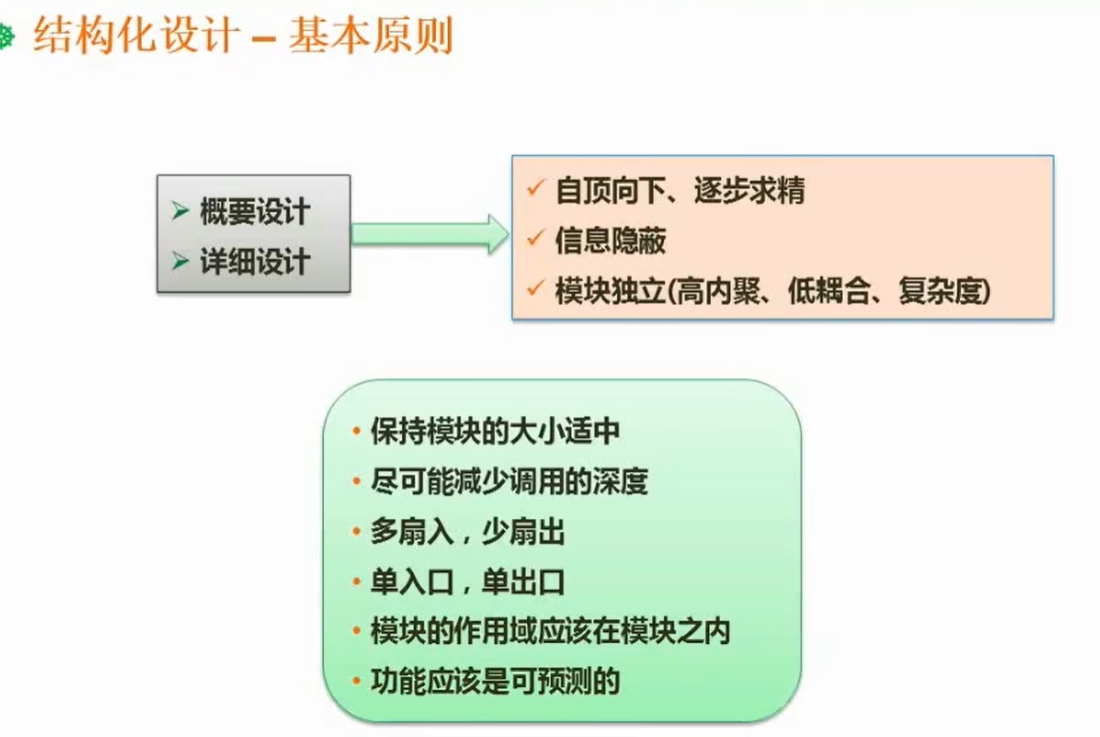 结构化设计 – 基本原则
概要设计
详细设计
自顶向下、逐步求精
信息隐蔽
模块独立(高内聚、低耦合、复杂度)
保持模块的大小适中
尽可能减少调用的深度
多扇入，少扇出
单入口，单出口
模块的作用域应该在模块之内
功能应该是可预测的